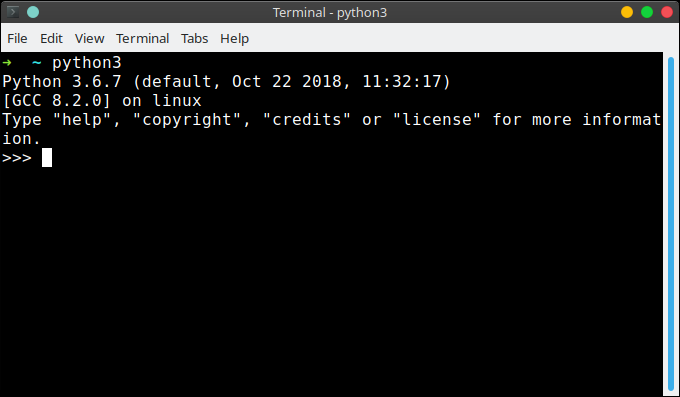 Terminal - python3
File Edit View Terminal Tabs Help
➜ ~ python3
Python 3.6.7 (default, Oct 22 2018, 11:32:17)
[GCC 8.2.0] on linux
Type "help", "copyright", "credits" or "license" for more informat
ion.
>>>